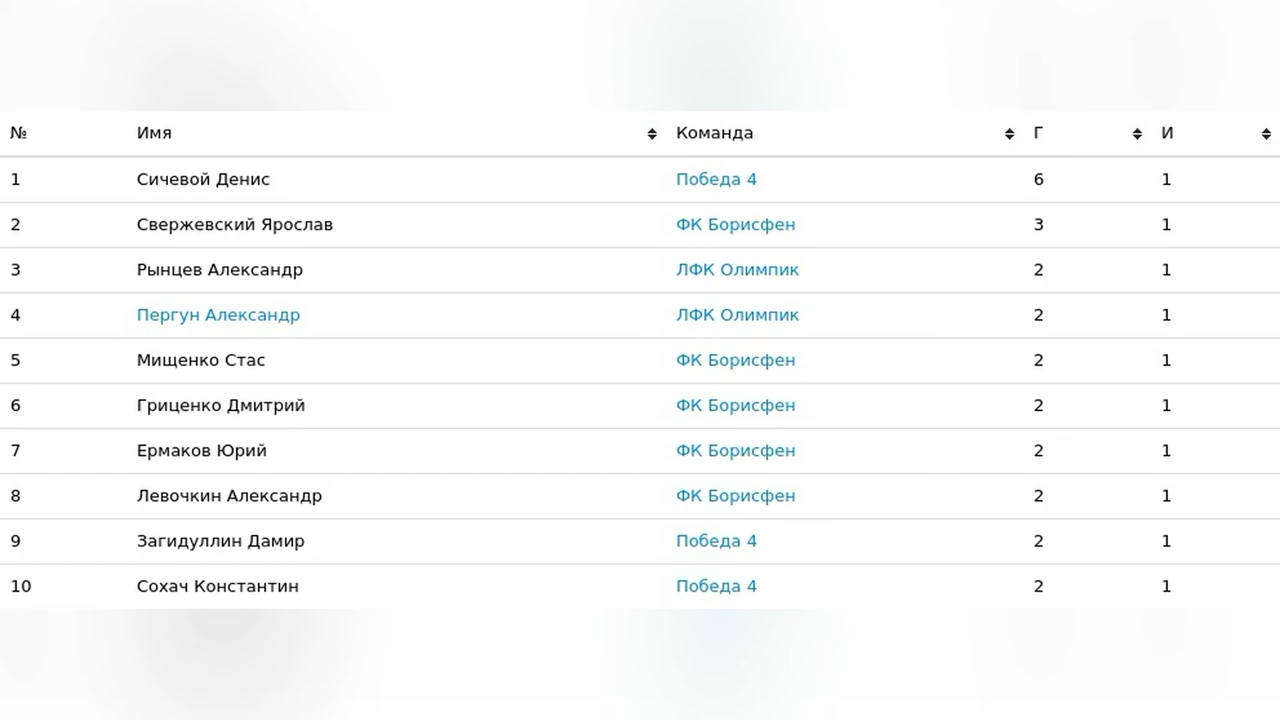 № Имя Команда Г И
1 Сичевой Денис Победа 4 6 1
2 Свержевский Ярослав ФК Борисфен 3 1
3 Рынцев Александр ЛФК Олимпик 2 1
4 Пергун Александр ЛФК Олимпик 2 1
5 Мищенко Стас ФК Борисфен 2 1
6 Гриценко Дмитрий ФК Борисфен 2 1
7 Ермаков Юрий ФК Борисфен 2 1
8 Левочкин Александр ФК Борисфен 2 1
9 Загидуллин Дамир Победа 4 2 1
10 Сохач Константин Победа 4 2 1